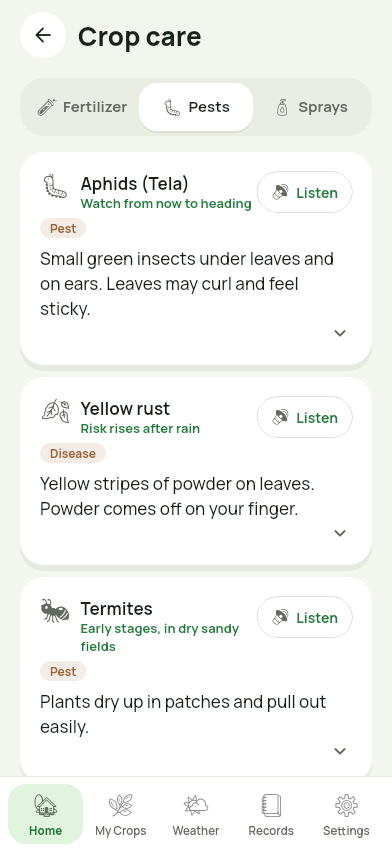 Crop care
Fertilizer
Pests
Sprays
Aphids (Tela)
Watch from now to heading
Listen
Pest
Small green insects under leaves and
on ears. Leaves may curl and feel
sticky.
Yellow rust
Risk rises after rain
Listen
Disease
Yellow stripes of powder on leaves.
Powder comes off on your finger.
Termites
Early stages, in dry sandy
fields
Listen
Pest
Plants dry up in patches and pull out
easily.
Home
My Crops
Weather
Records
Settings